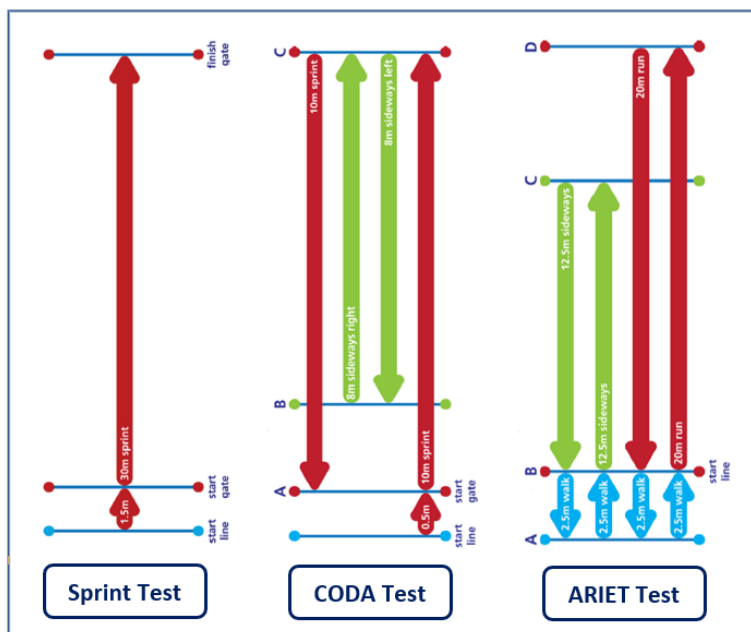 finish
gate
30m sprint
start
gate
1.5m
start
line
Sprint Test
C
10m sprint
8m sideways right
8m sideways left
10m sprint
B
A
start
gate
0.5m
start
line
CODA Test
D
20m run
C
12.5m sideways
12.5m sideways
20m run
B
start
line
2.5m walk
2.5m walk
2.5m walk
2.5m walk
A
ARIET Test